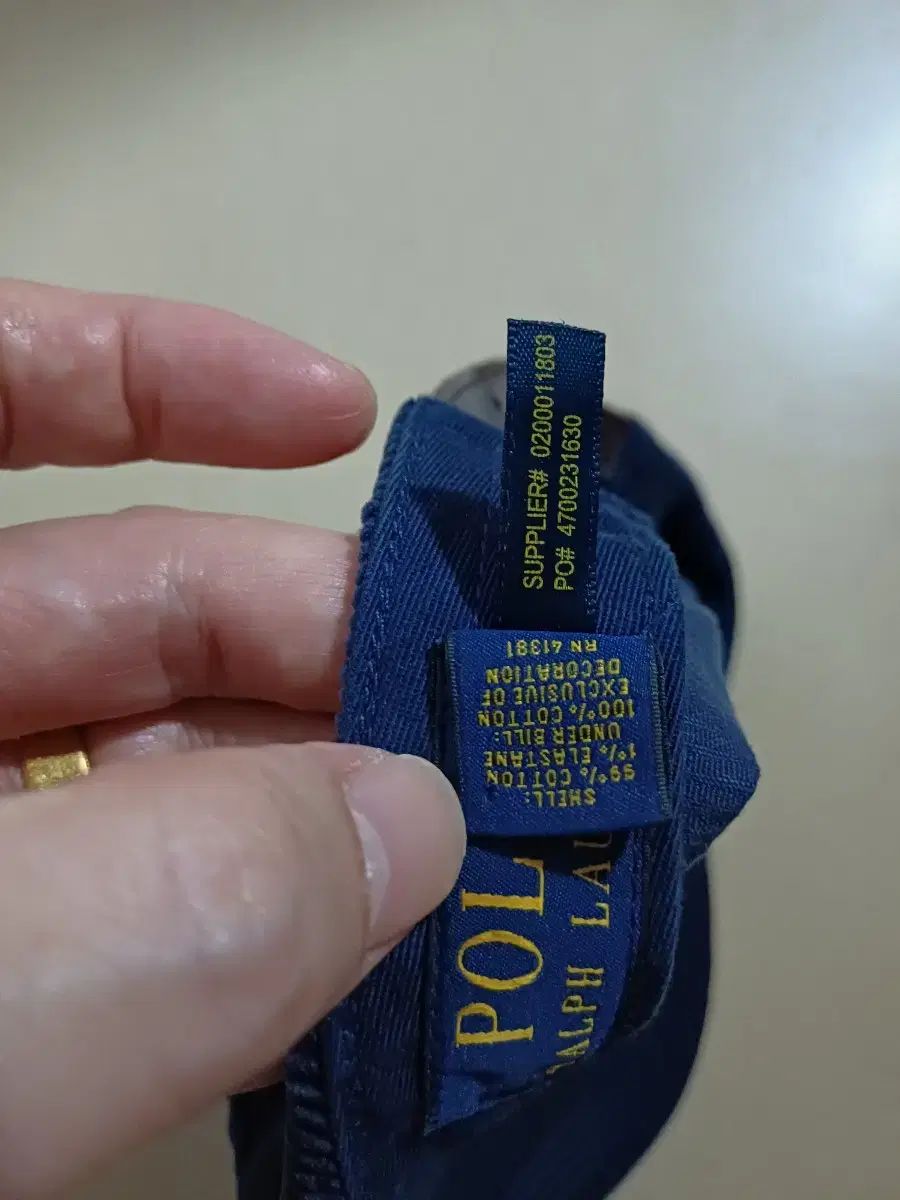 SUPPLIER# 0200011803
PO# 4700231630
SHELL:
99% COTTON
1% ELASTANE
UNDER BILL:
100% COTTON
EXCLUSIVE OF
DECORATION
RN 41381
POL
RALPH LAU